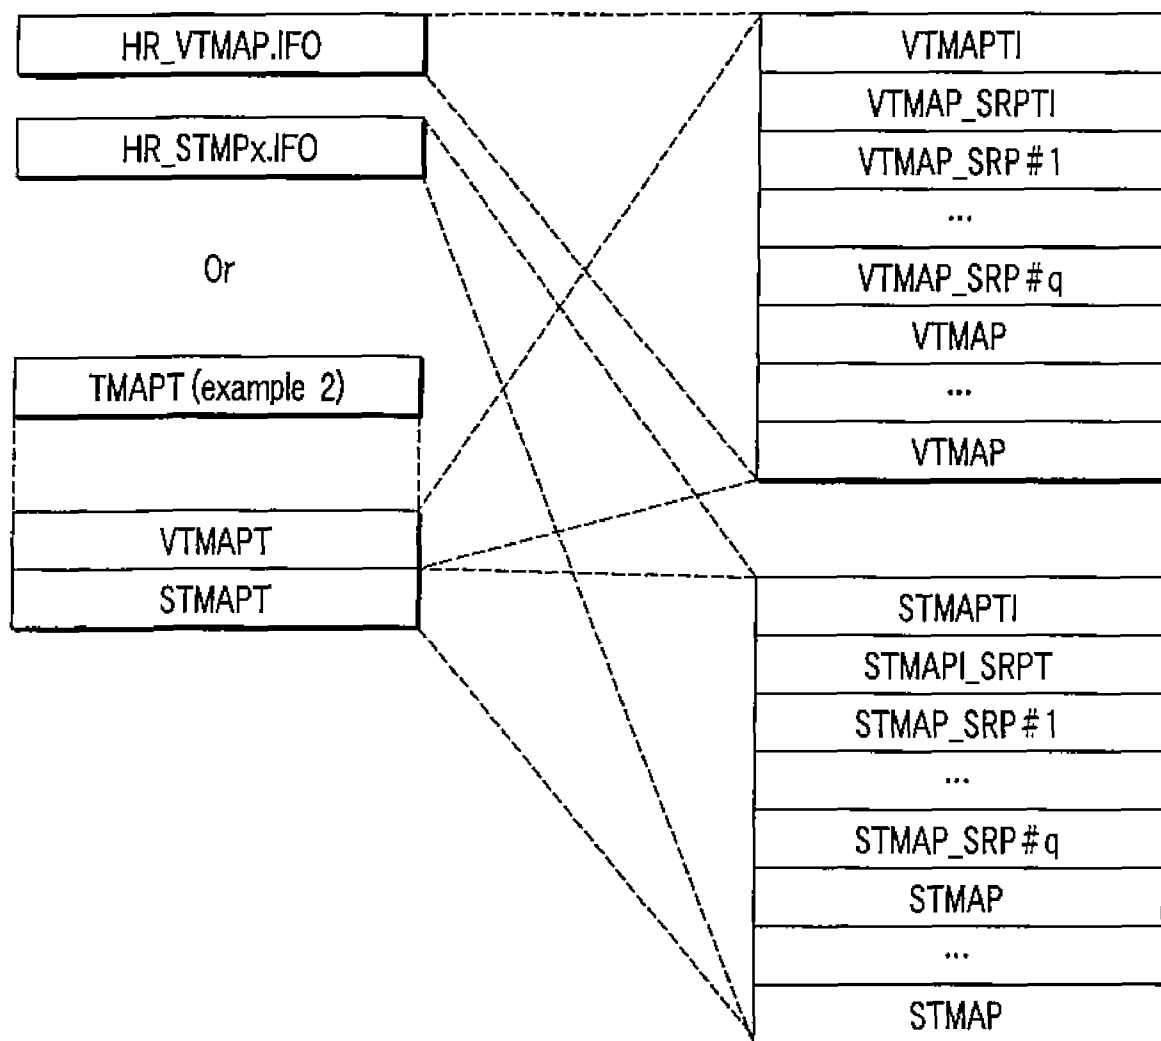 HR_VTMAP.IFO
HR_STMPx.IFO
Or
TMAPT (example 2)
VTMAPT
STMAPT
VTMAPTI
VTMAP_SRPTI
VTMAP_SRP#1
...
VTMAP_SRP#q
VTMAP
...
VTMAP
STMAPTI
STMAPI_SRPT
STMAP_SRP#1
...
STMAP_SRP#q
STMAP
...
STMAP